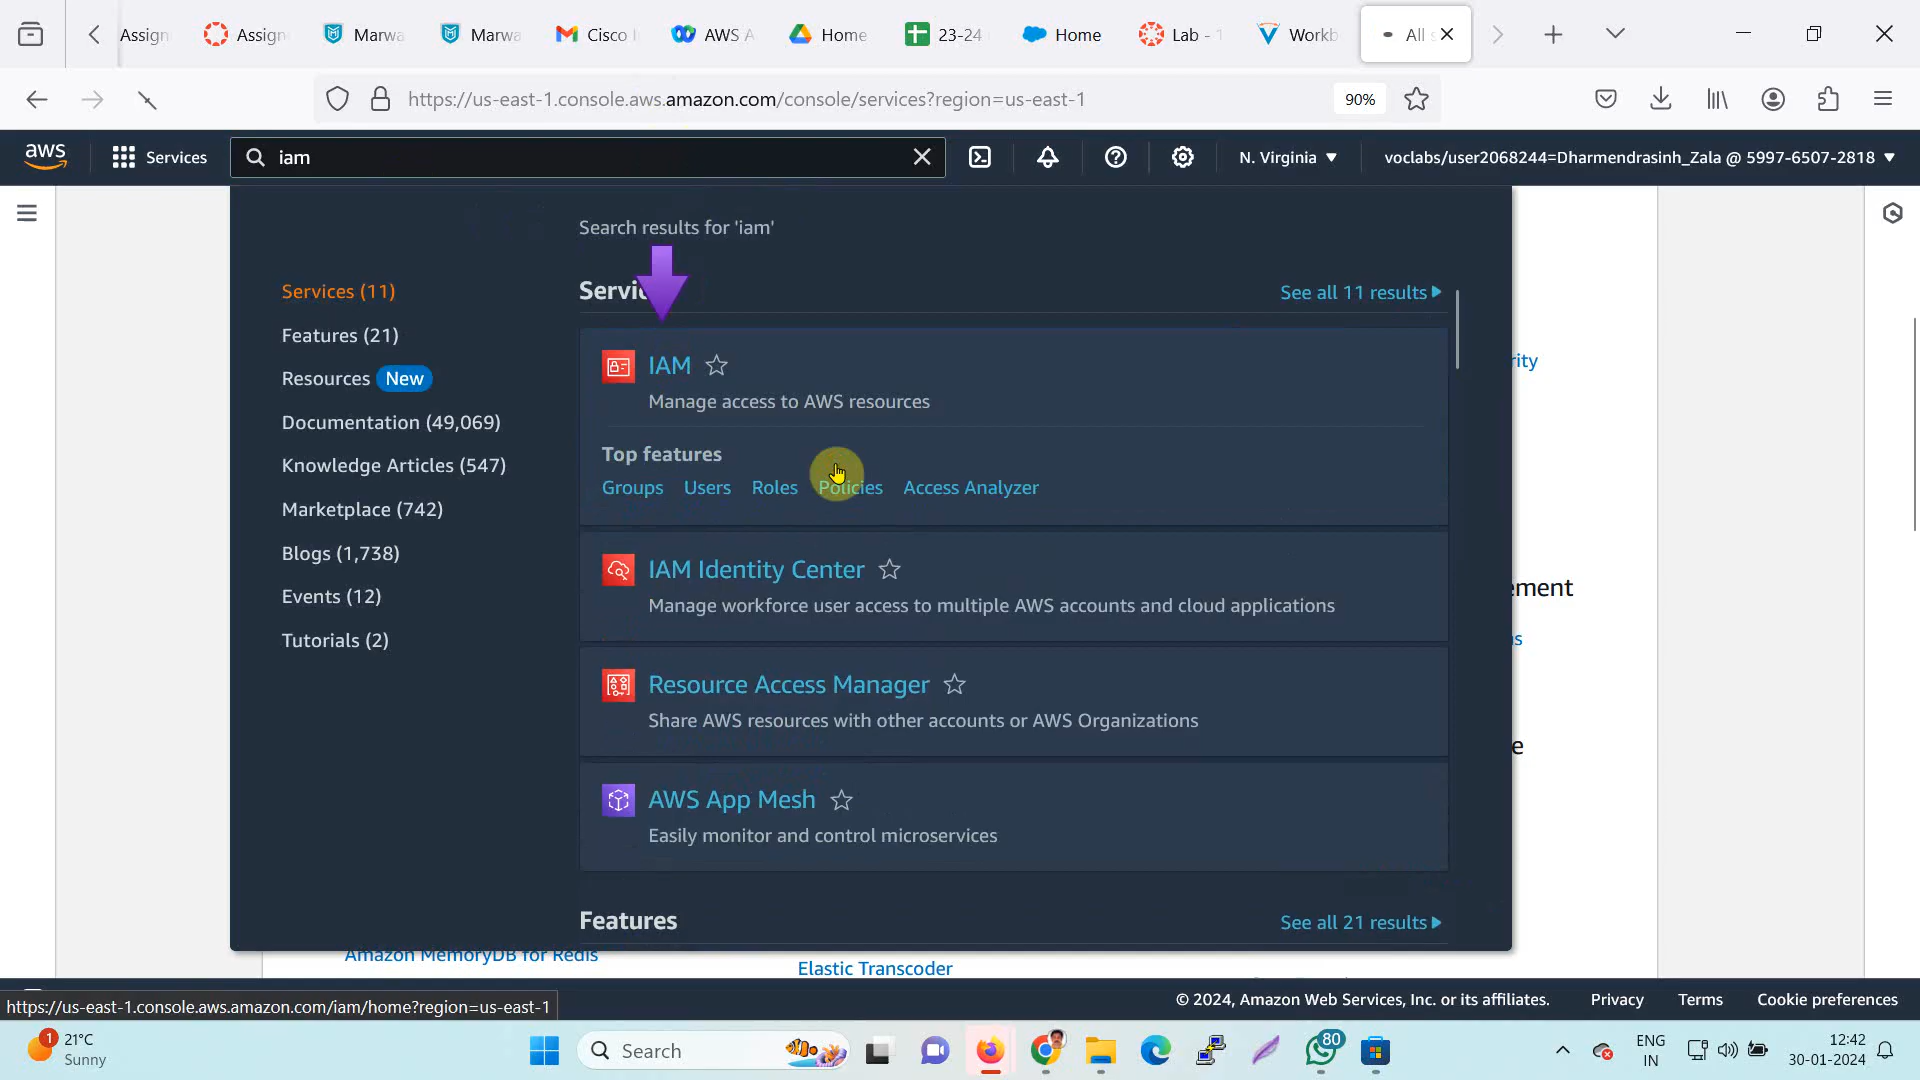 Assign
Assign
Marwa
Marwa
Cisco
AWS A
Home
23-24
Home
Lab -
Workb
All s
https://us-east-1.console.aws.amazon.com/console/services?region=us-east-1
90%
aws
Services
iam
N. Virginia
voclabs/user2068244=Dharmendrasinh_Zala @ 5997-6507-2818
Search results for 'iam'
Services (11)
Features (21)
Resources New
Documentation (49,069)
Knowledge Articles (547)
Marketplace (742)
Blogs (1,738)
Events (12)
Tutorials (2)
Servic
See all 11 results
IAM
Manage access to AWS resources
Top features
Groups Users Roles Policies Access Analyzer
IAM Identity Center
Manage workforce user access to multiple AWS accounts and cloud applications
Resource Access Manager
Share AWS resources with other accounts or AWS Organizations
AWS App Mesh
Easily monitor and control microservices
Features
See all 21 results
rity
ement
ns
e
Amazon MemoryDB for Redis
Elastic Transcoder
https://us-east-1.console.aws.amazon.com/iam/home?region=us-east-1
© 2024, Amazon Web Services, Inc. or its affiliates.
Privacy
Terms
Cookie preferences
1
21°C
Sunny
Search
80
ENG
IN
12:42
30-01-2024